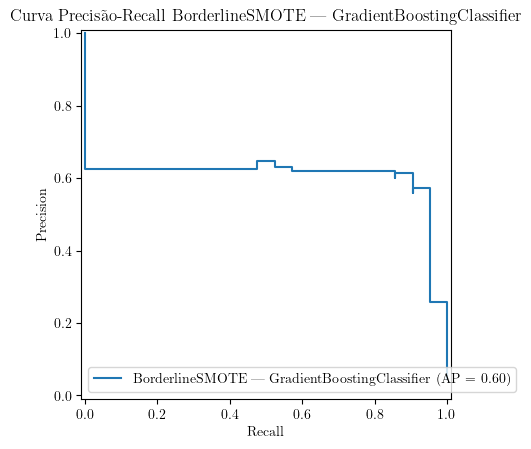 Curva Precisão-Recall BorderlineSMOTE — GradientBoostingClassifier
1.0
0.8
0.6
0.4
0.2
0.0
Precision
BorderlineSMOTE — GradientBoostingClassifier (AP = 0.60)
0.0 0.2 0.4 0.6 0.8 1.0
Recall